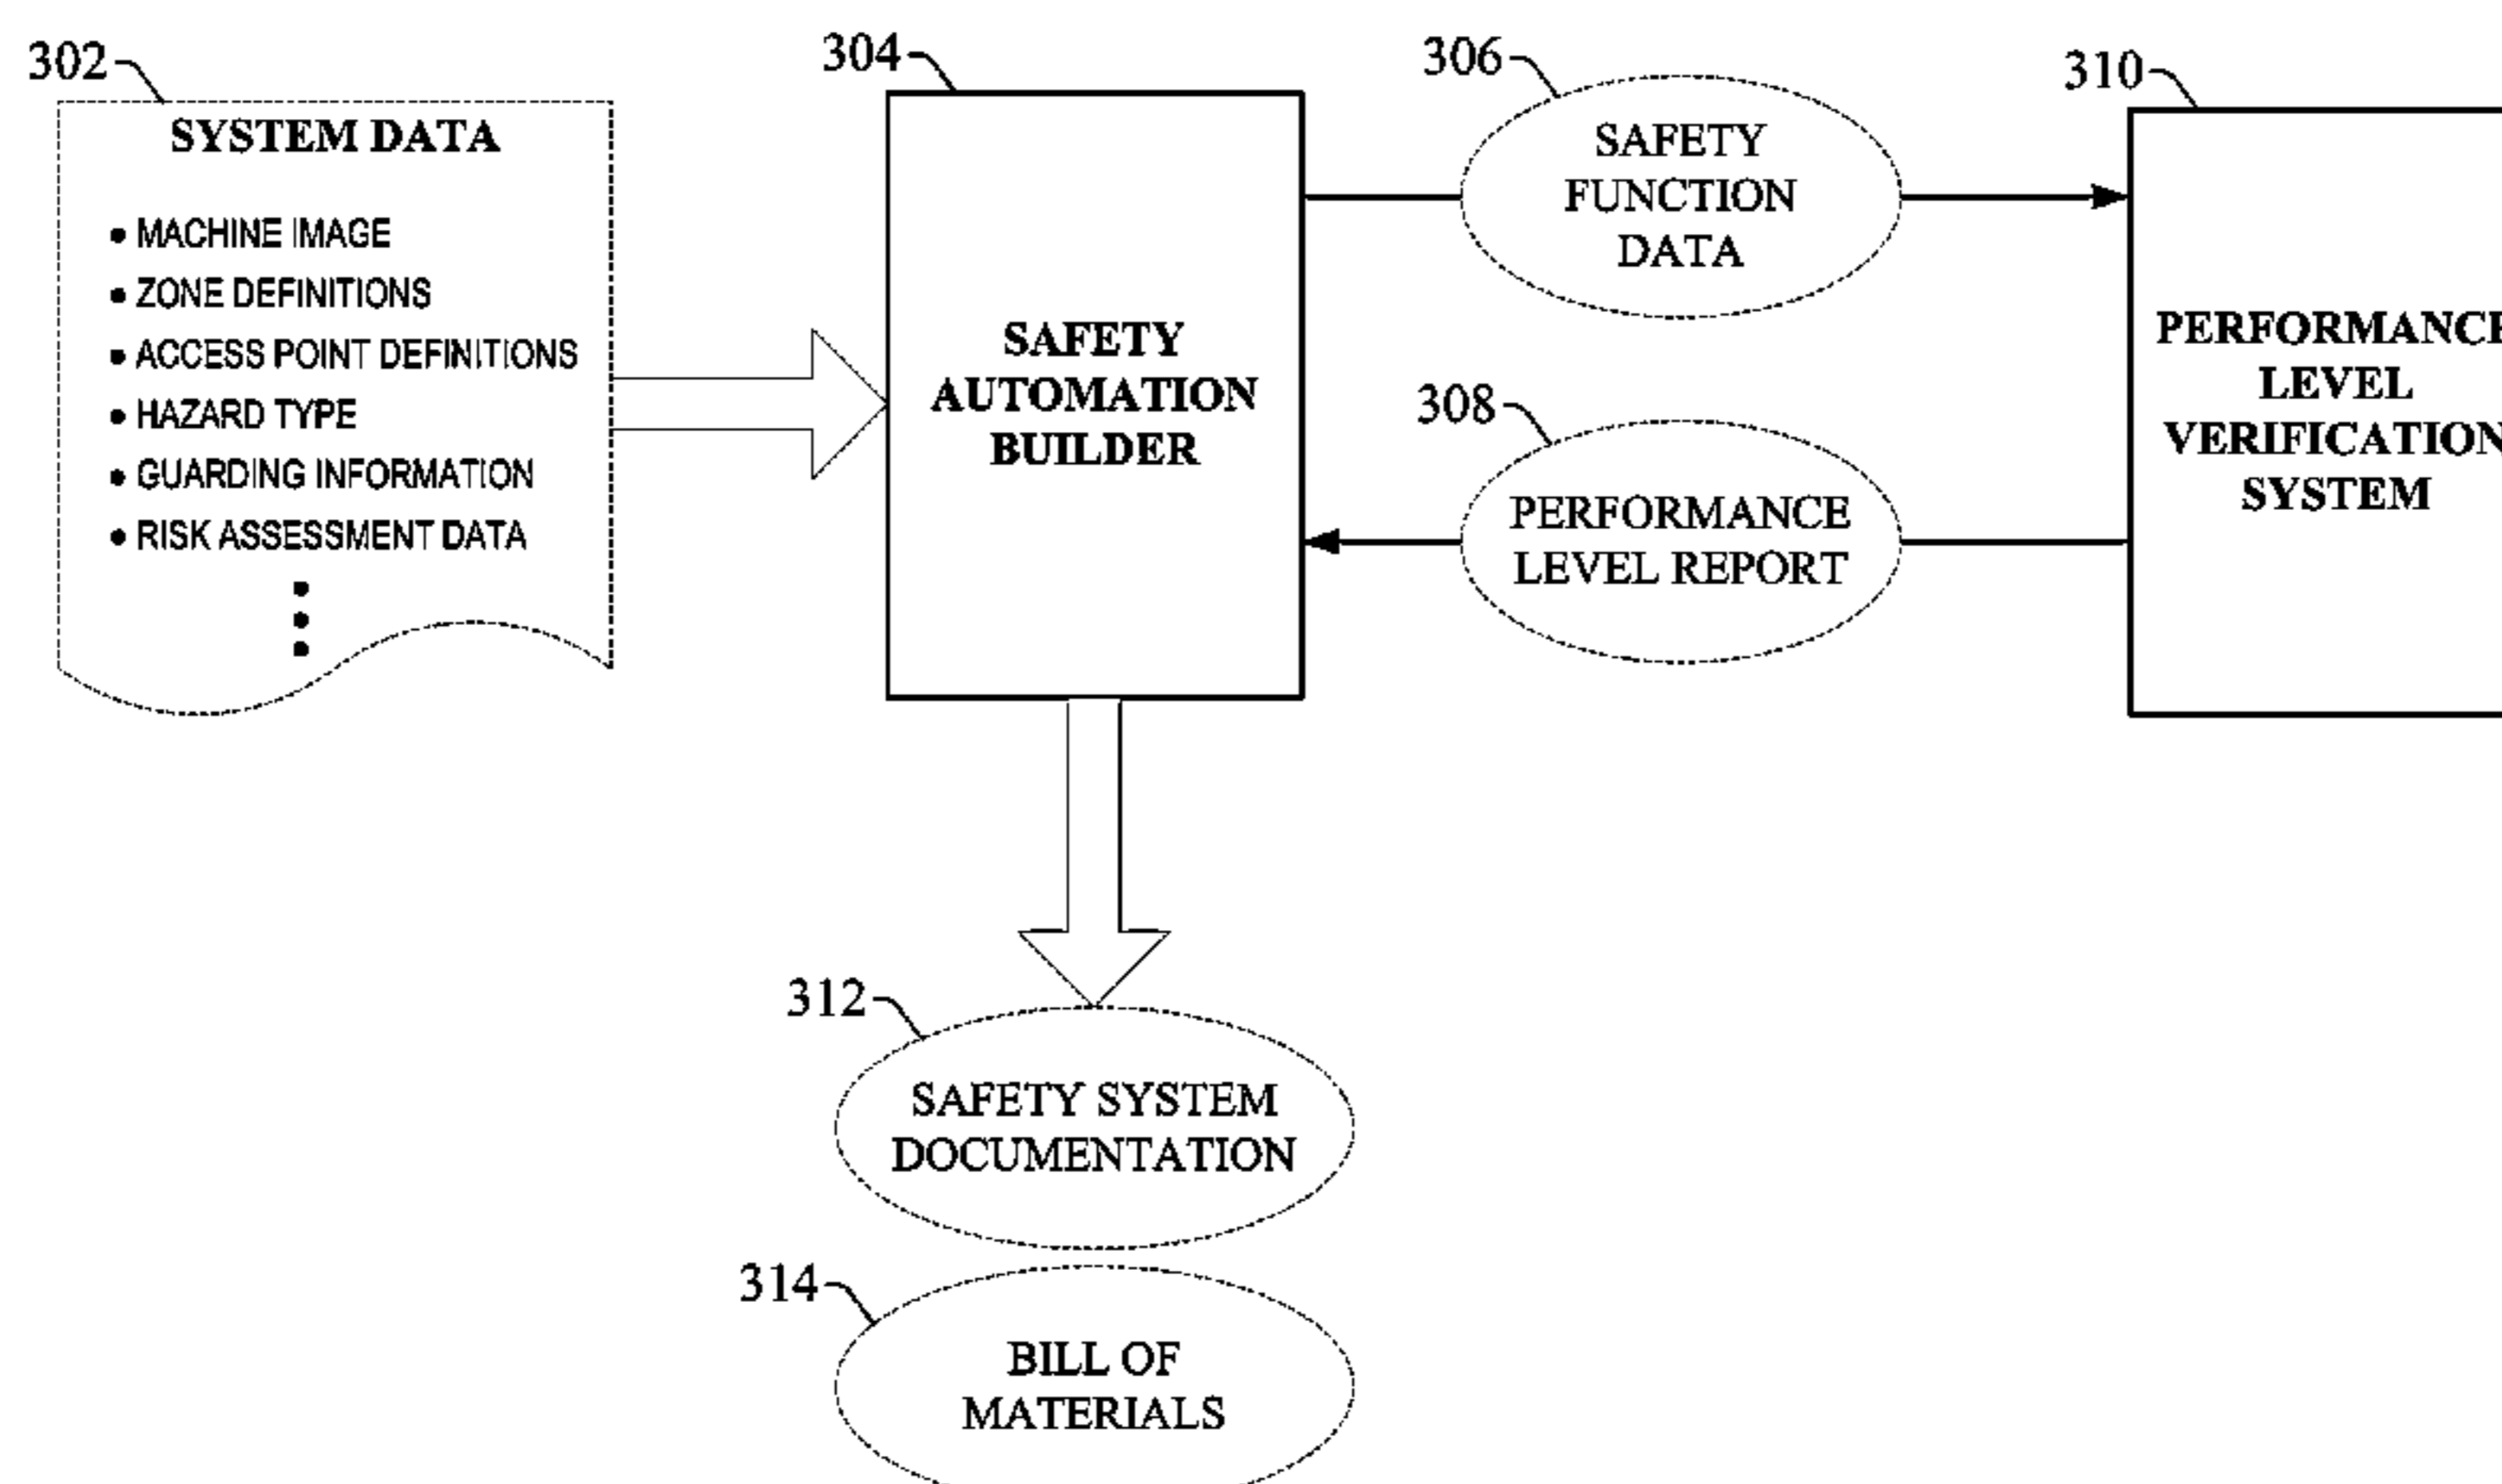 302
SYSTEM DATA
• MACHINE IMAGE
• ZONE DEFINITIONS
• ACCESS POINT DEFINITIONS
• HAZARD TYPE
• GUARDING INFORMATION
• RISK ASSESSMENT DATA
304
SAFETY
AUTOMATION
BUILDER
306
SAFETY
FUNCTION
DATA
308
PERFORMANCE
LEVEL REPORT
310
PERFORMANCE
LEVEL
VERIFICATION
SYSTEM
312
SAFETY SYSTEM
DOCUMENTATION
314
BILL OF
MATERIALS